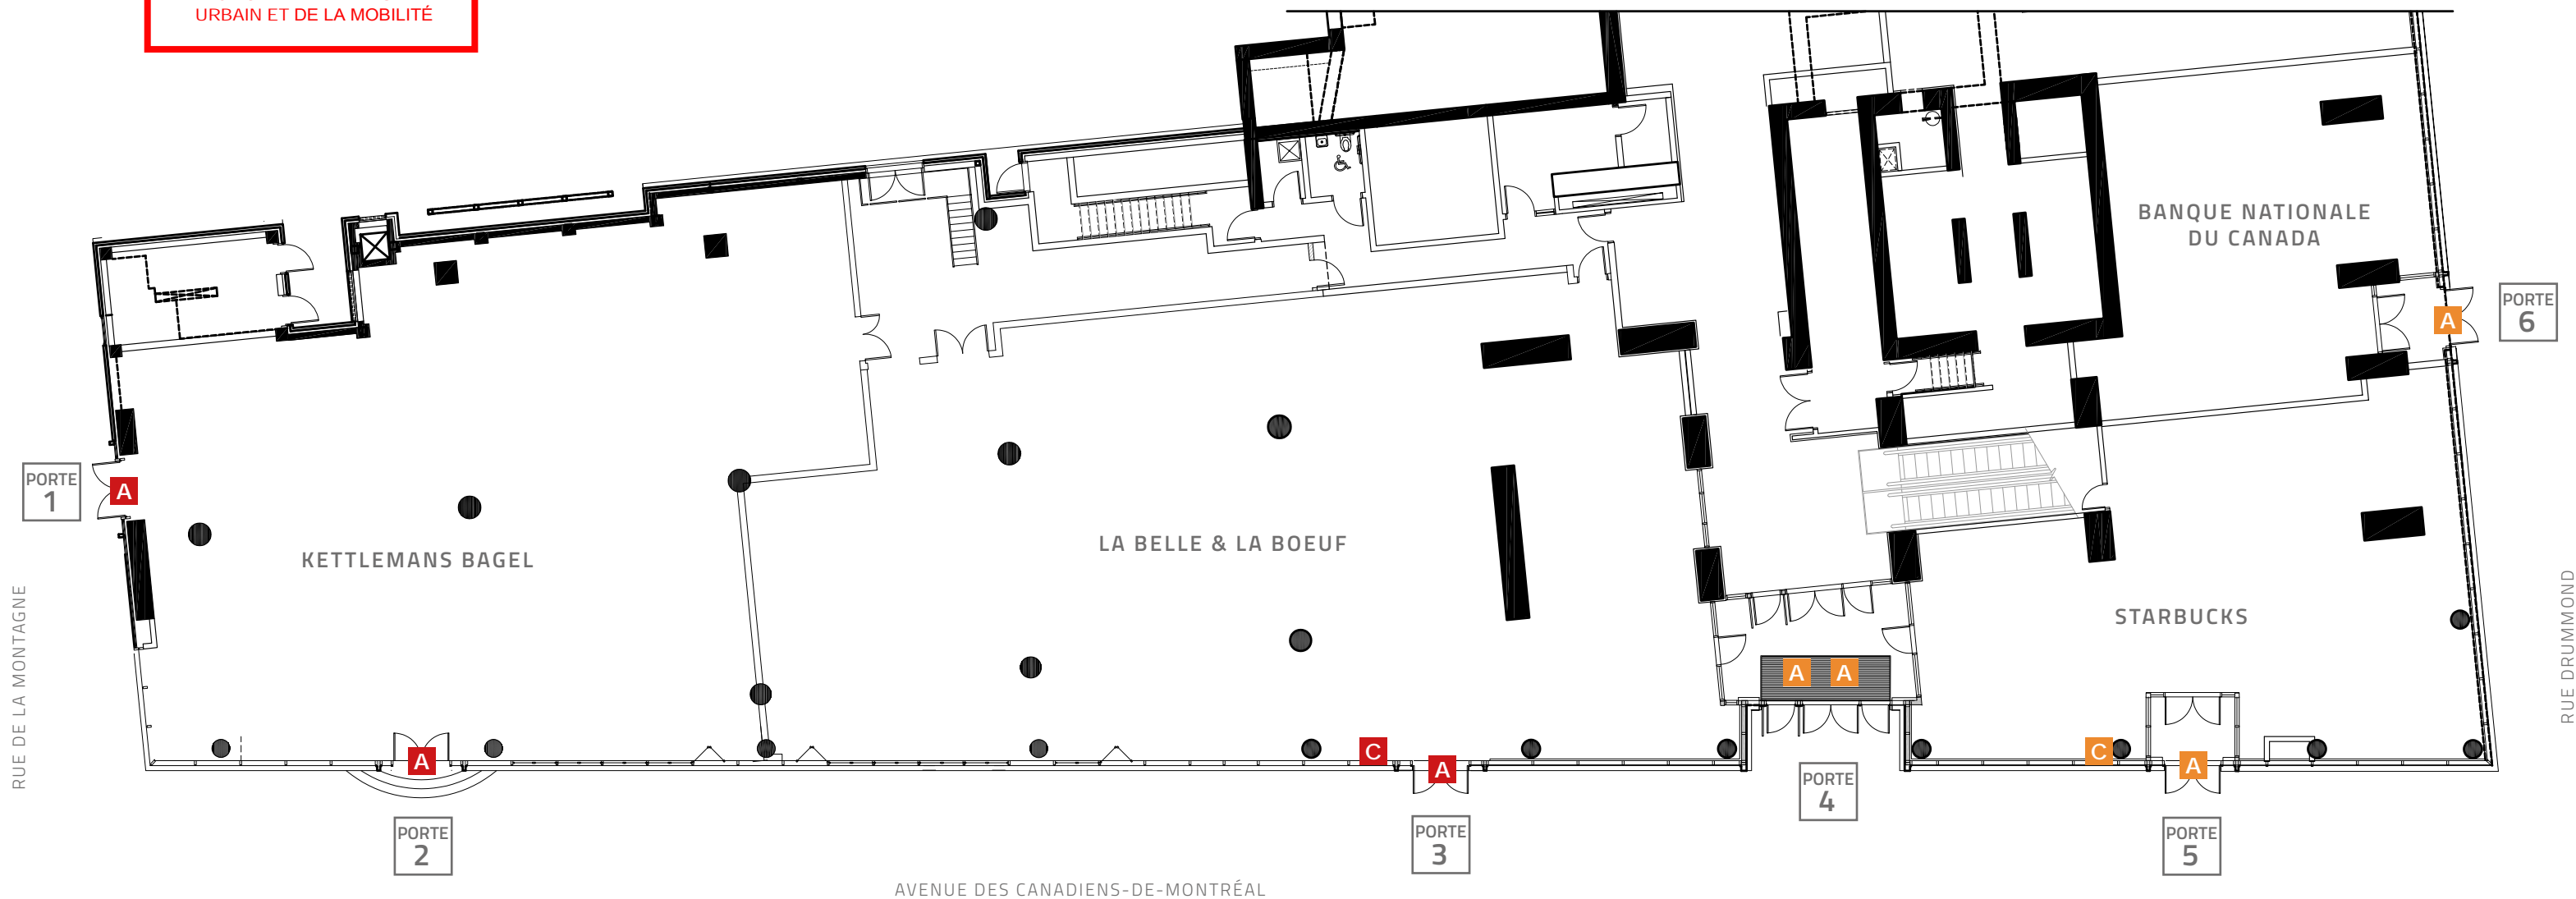 URBAIN ET DE LA MOBILITÉ
BANQUE NATIONALE
DU CANADA
PORTE
6
A
PORTE
1
A
KETTLEMANS BAGEL
LA BELLE & LA BOEUF
STARBUCKS
RUE DE LA MONTAGNE
RUE DRUMMOND
A A
A
C
A
C
A
PORTE
4
PORTE
2
PORTE
3
PORTE
5
AVENUE DES CANADIENS-DE-MONTRÉAL